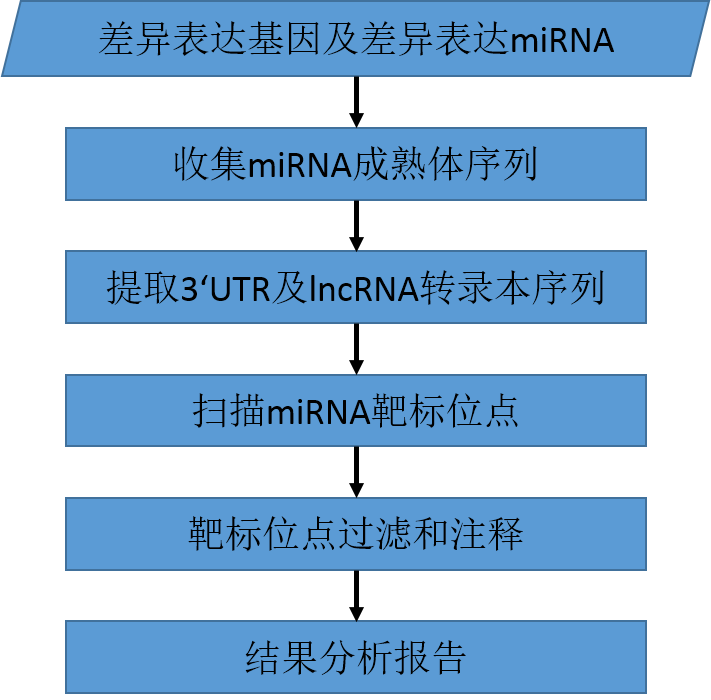 差异表达基因及差异表达miRNA
收集miRNA成熟体序列
提取3‘UTR及lncRNA转录本序列
扫描miRNA靶标位点
靶标位点过滤和注释
结果分析报告